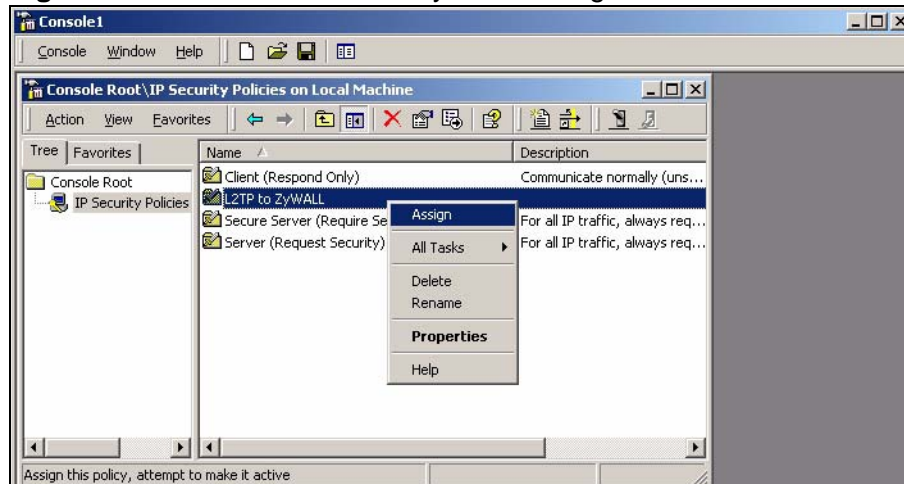 Console1
Console Window Help
Console Root\IP Security Policies on Local Machine
Action View Favorites
Tree Favorites
Name Description
Console Root
IP Security Policies
Client (Respond Only) Communicate normally (uns...
L2TP to ZyWALL
Secure Server (Require Se For all IP traffic, always req...
Server (Request Security) For all IP traffic, always req...
Assign
All Tasks
Delete
Rename
Properties
Help
Assign this policy, attempt to make it active